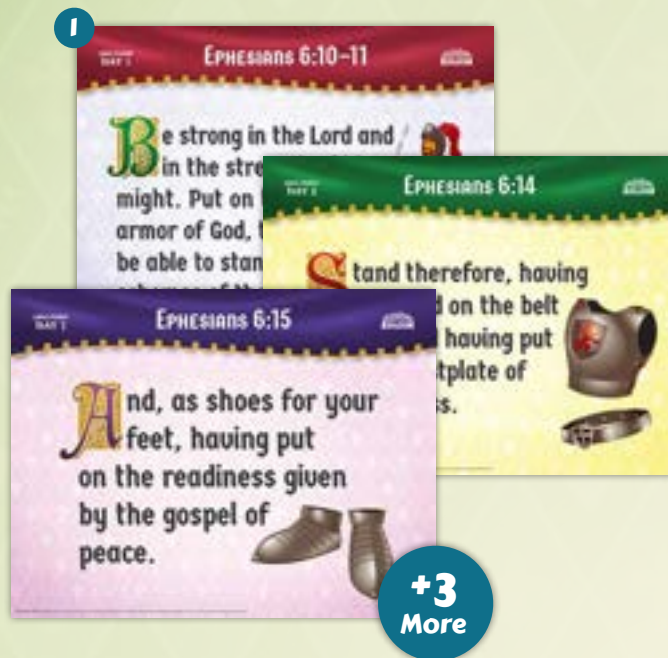 1
Ephesians 6:10–11
Be strong in the Lord and
in the stre
might. Put on
armor of God, t
be able to stan
Ephesians 6:14
Stand therefore, having
d on the belt
having put
tplate of
ss.
Ephesians 6:15
And, as shoes for your
feet, having put
on the readiness given
by the gospel of
peace.
+3
More